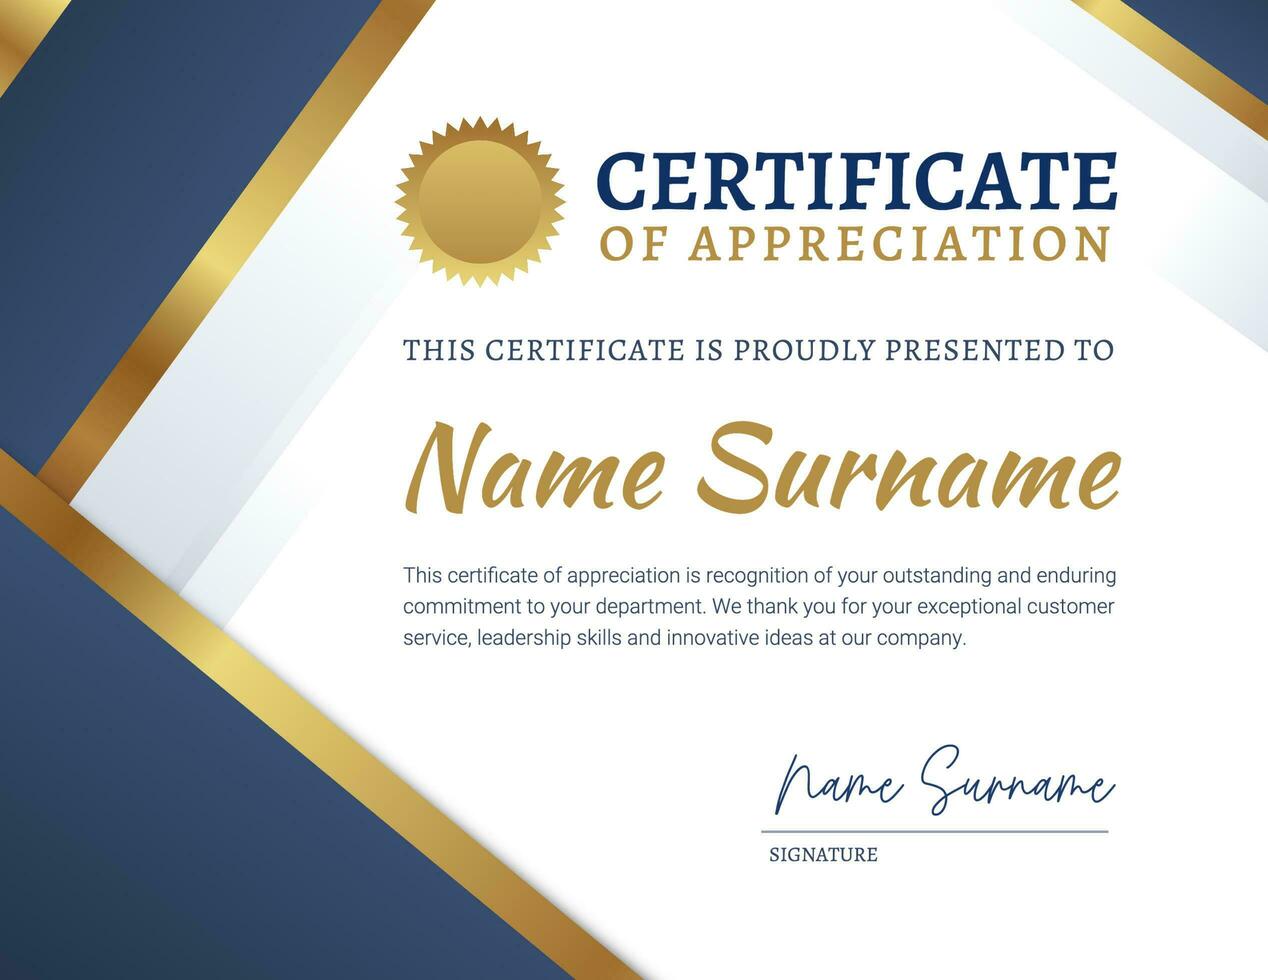 CERTIFICATE
OF APPRECIATION
THIS CERTIFICATE IS PROUDLY PRESENTED TO
Name Surname
This certificate of appreciation is recognition of your outstanding and enduring
commitment to your department. We thank you for your exceptional customer
service, leadership skills and innovative ideas at our company.
Name Surname
SIGNATURE